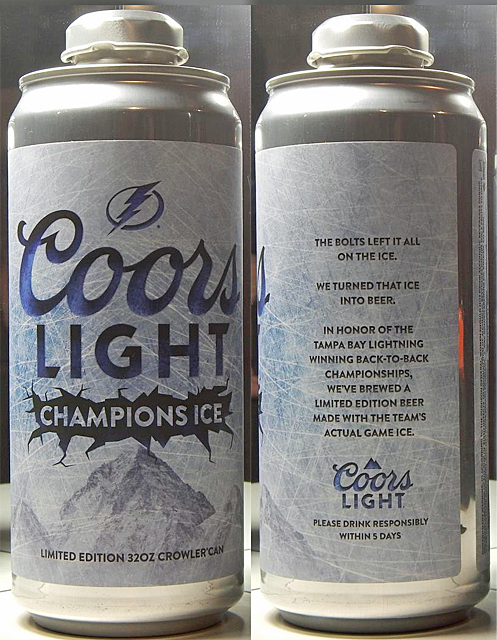 Coors
LIGHT
CHAMPIONS ICE
LIMITED EDITION 32OZ CROWLER CAN
THE BOLTS LEFT IT ALL
ON THE ICE.
WE TURNED THAT ICE
INTO BEER.
IN HONOR OF THE
TAMPA BAY LIGHTNING
WINNING BACK-TO-BACK
CHAMPIONSHIPS,
WE'VE BREWED A
LIMITED EDITION BEER
MADE WITH THE TEAM'S
ACTUAL GAME ICE.
Coors
LIGHT
PLEASE DRINK RESPONSIBLY
WITHIN 5 DAYS